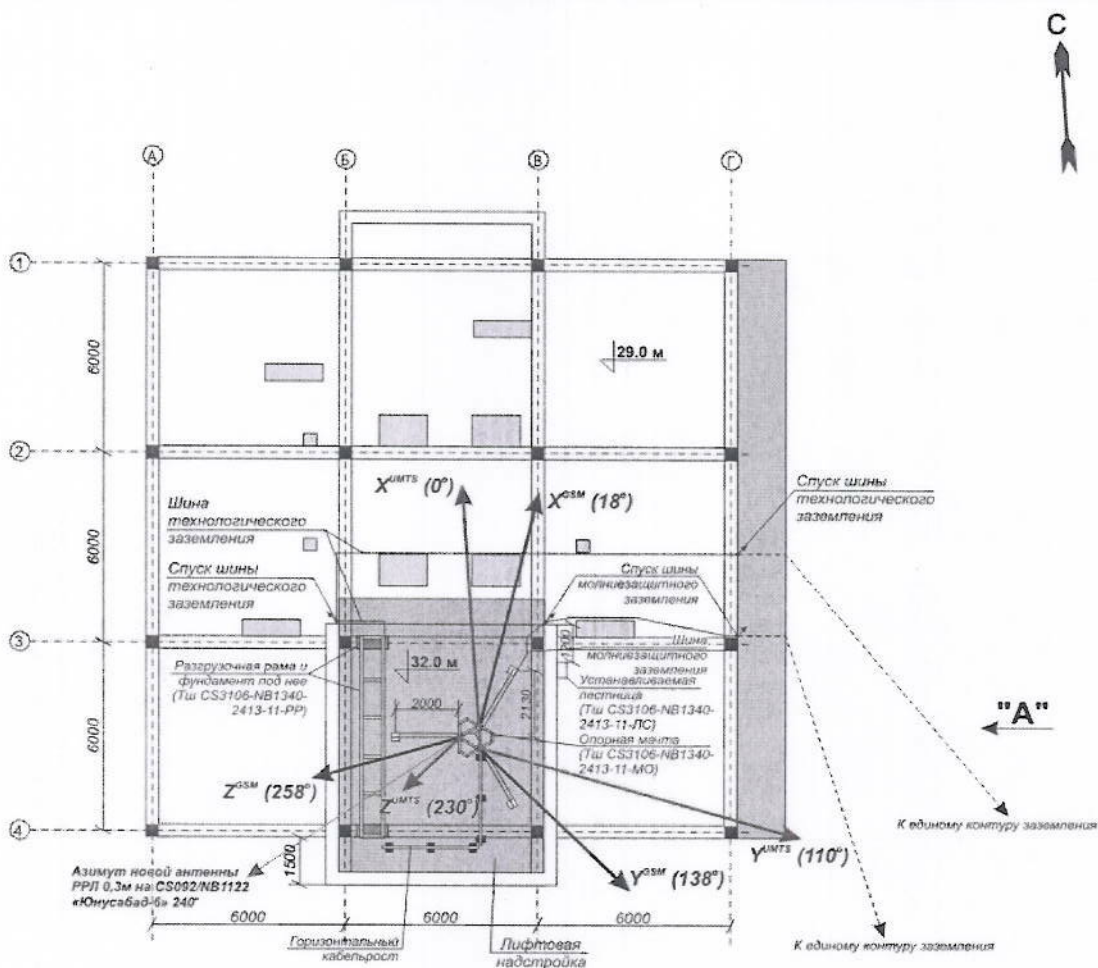 С
А
Б
В
Г
1
6000
29.0 м
2
X^UMTS (0°)
X^GSM (18°)
Спуск шины
технологического
заземления
Шина
технологического
заземления
6000
Спуск шины
технологического
заземления
Спуск шины
молниезащитного
заземления
3
1200
Шина
молниезащитного
заземления
Разгрузочная рама и
фундамент под нее
(Тш CS3106-NB1340-
2413-11-РР)
32.0 м
Устанавливаемая
лестница
(Тш CS3106-NB1340-
2413-11-ЛС)
2000
2130
6000
Опорная мачта
(Тш CS3106-NB1340-
2413-11-МО)
"А"
Z^GSM (258°)
Z^UMTS (230°)
4
К единому контуру заземления
Y^UMTS (110°)
1500
Азимут новой антенны
РРЛ 0,3м на CS092/NB1122
«Юнусабад-6» 240°
Y^GSM (138°)
6000
6000
6000
Горизонтальный
кабельрост
Лифтовая
надстройка
К единому контуру заземления